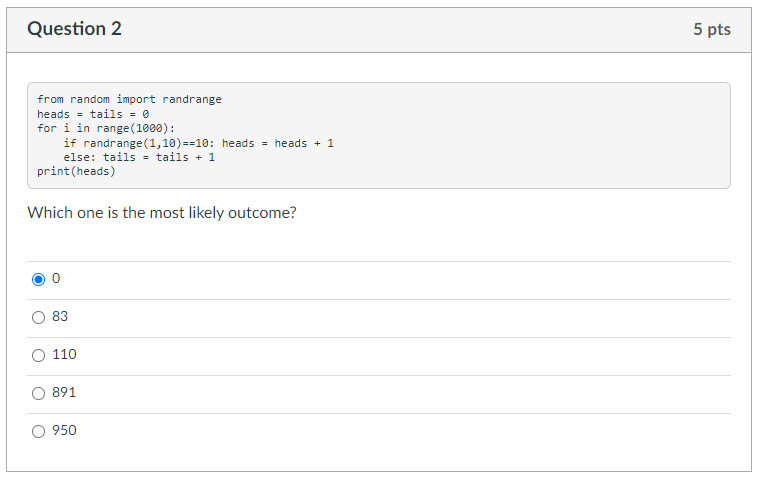 Question 2
5 pts
from random import randrange
heads = tails = 0
for i in range(1000):
    if randrange(1,10)==10: heads = heads + 1
    else: tails = tails + 1
print(heads)
Which one is the most likely outcome?
0
83
110
891
950